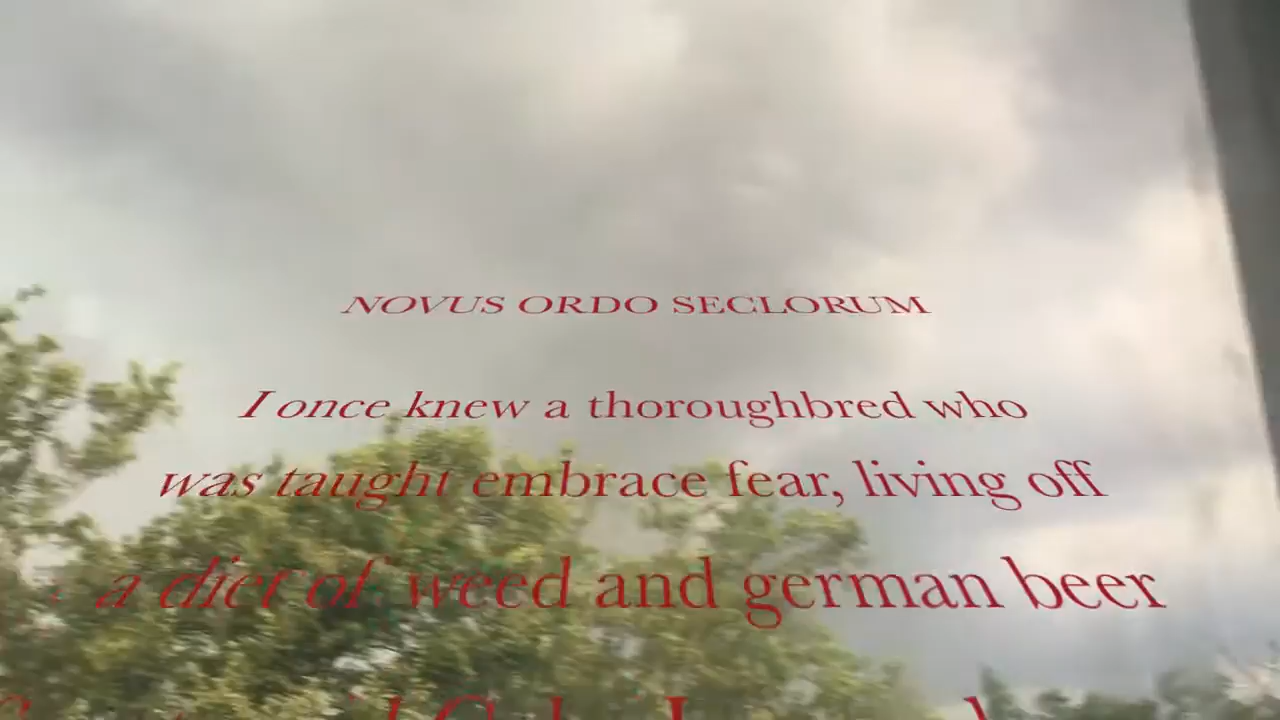 NOVUS ORDO SECLORUM
I once knew a thoroughbred who
was taught embrace fear, living off
a diet of weed and german beer